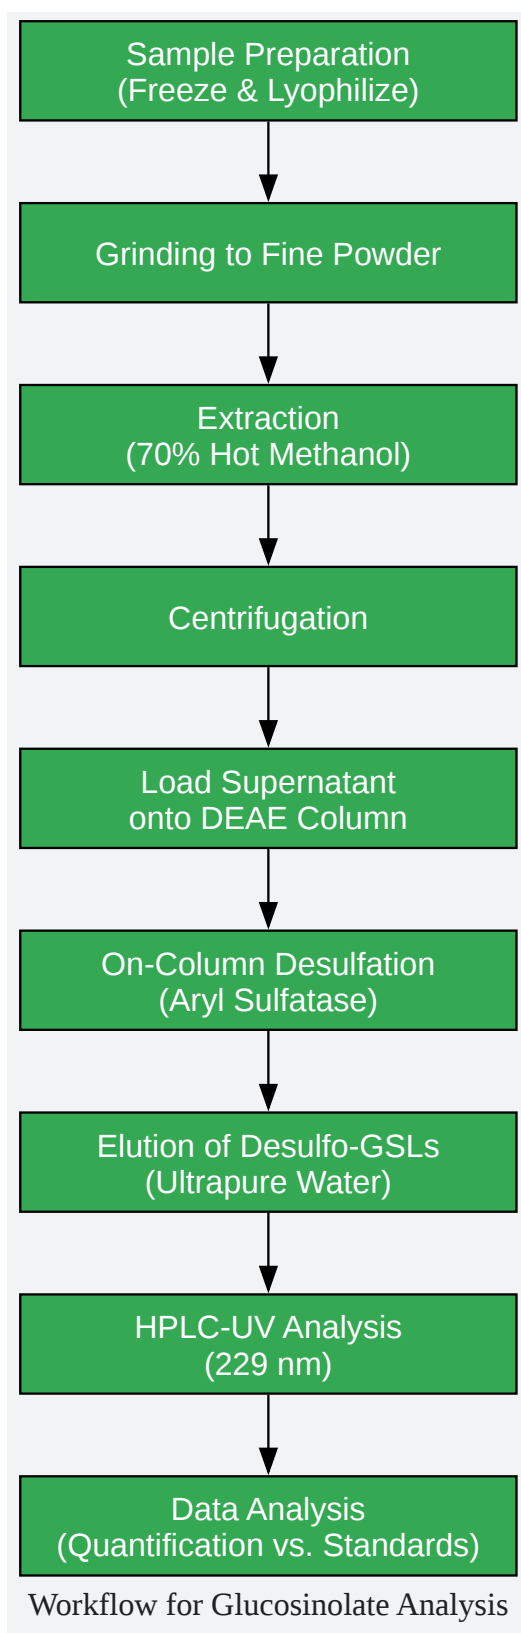 Sample Preparation
(Freeze & Lyophilize)
Grinding to Fine Powder
Extraction
(70% Hot Methanol)
Centrifugation
Load Supernatant
onto DEAE Column
On-Column Desulfation
(Aryl Sulfatase)
Elution of Desulfo-GSLs
(Ultrapure Water)
HPLC-UV Analysis
(229 nm)
Data Analysis
(Quantification vs. Standards)
Workflow for Glucosinolate Analysis